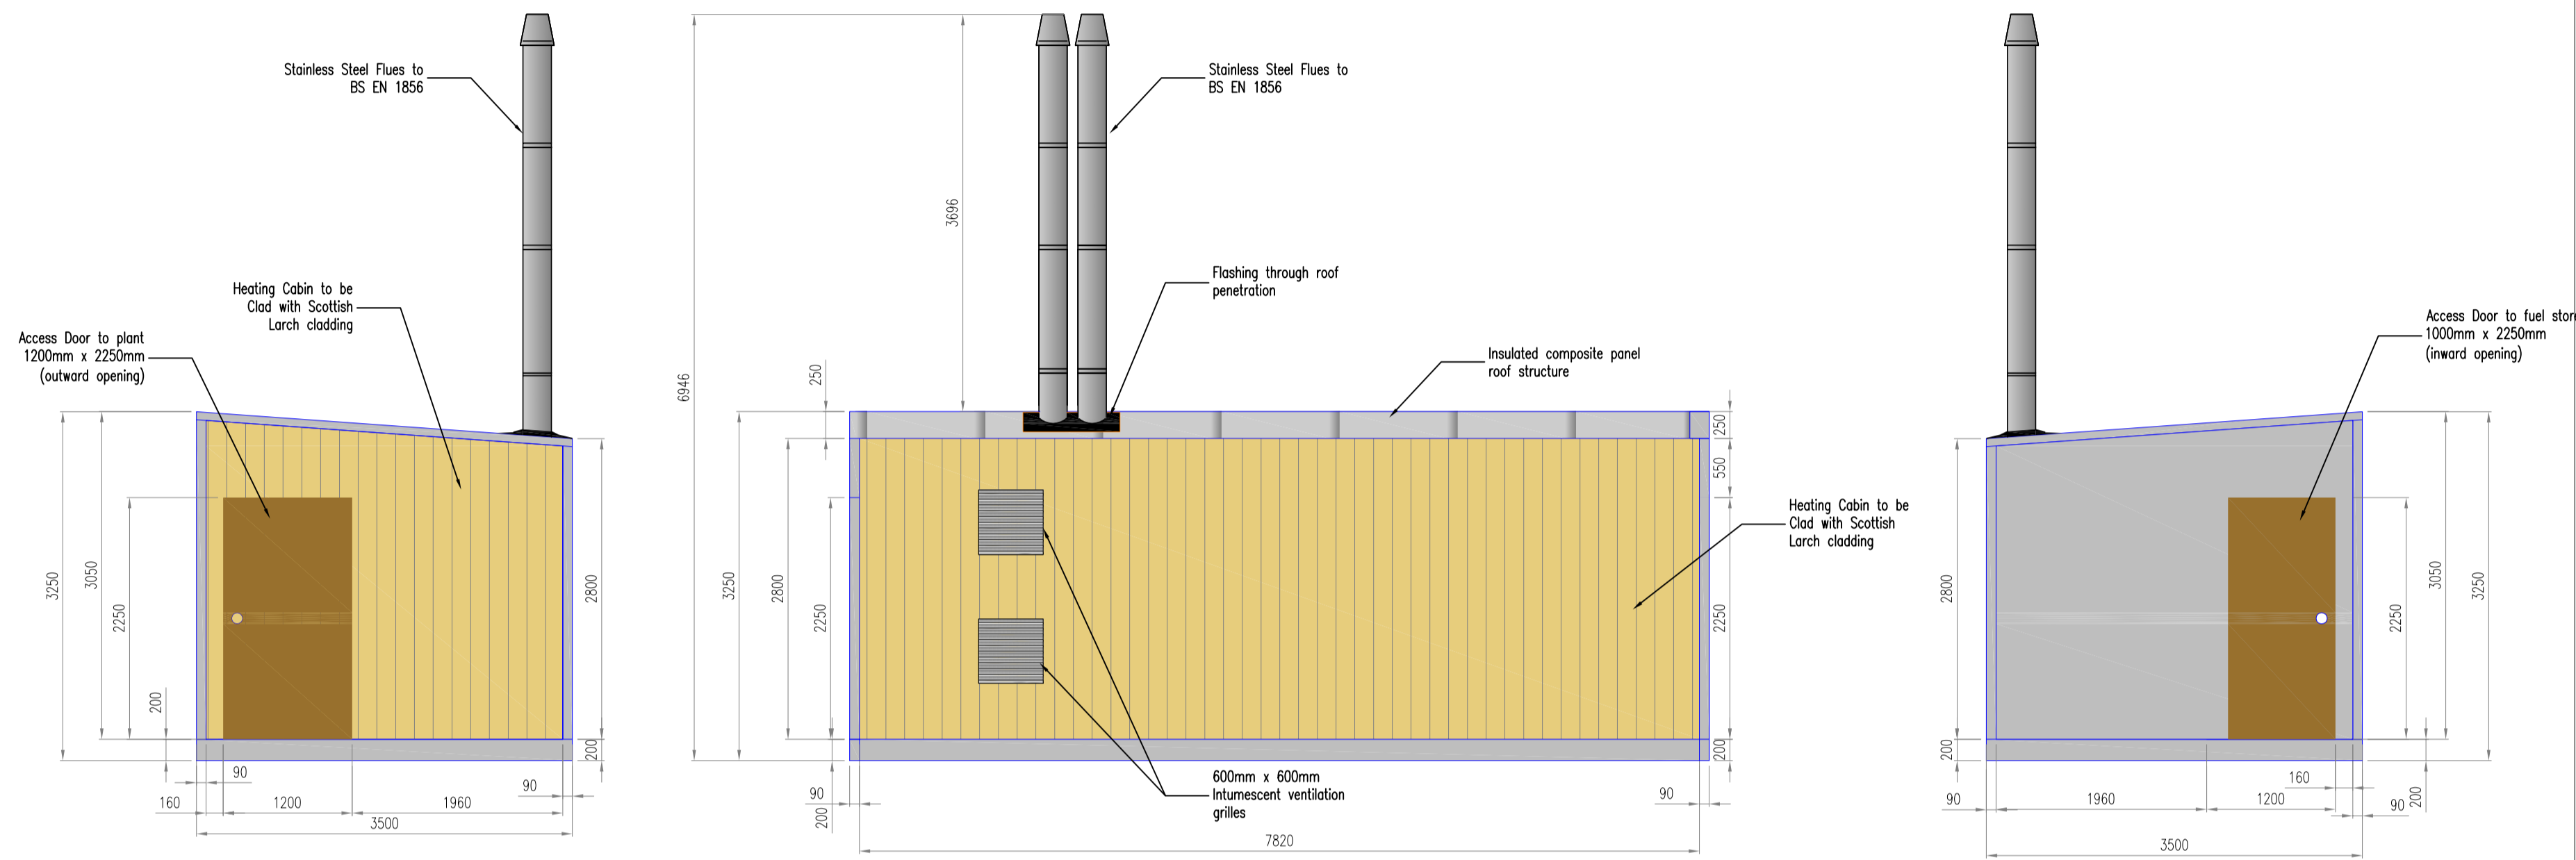 Stainless Steel Flues to
BS EN 1856
Heating Cabin to be
Clad with Scottish
Larch cladding
Access Door to plant
1200mm x 2250mm
(outward opening)
3250
3050
2250
200
2800
200
90
160
1200
1960
90
3500
Stainless Steel Flues to
BS EN 1856
Flashing through roof
penetration
Insulated composite panel
roof structure
Heating Cabin to be
Clad with Scottish
Larch cladding
600mm x 600mm
Intumescent ventilation
grilles
6946
3696
250
3250
2800
2250
250
550
2250
200
90
200
90
7820
Access Door to fuel stor
1000mm x 2250mm
(inward opening)
2800
200
2250
3050
3250
160
90
1960
1200
90
200
3500